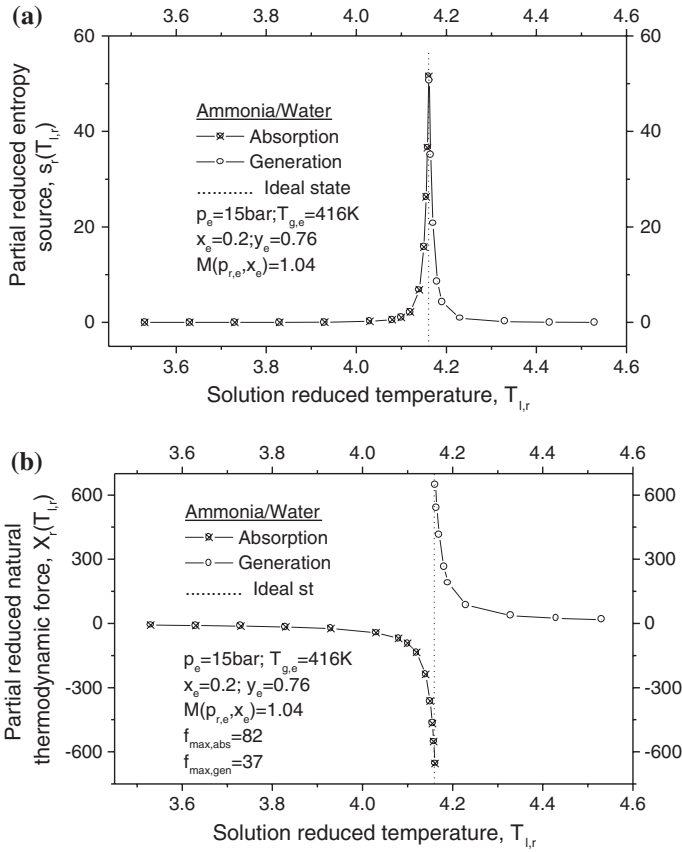 (a)
3.6 3.8 4.0 4.2 4.4 4.6
60 60
40 40
20 20
0 0
Partial reduced entropy
source, s_r(T_l,r)
Ammonia/Water
Absorption
Generation
Ideal state
p_e=15bar;T_g,e=416K
x_e=0.2;y_e=0.76
M(p_r,e,x_e)=1.04
3.6 3.8 4.0 4.2 4.4 4.6
Solution reduced temperature, T_l,r
(b)
3.6 3.8 4.0 4.2 4.4 4.6
600 600
300 300
0 0
-300 -300
-600 -600
Partial reduced natural
thermodynamic force, X_r(T_l,r)
Ammonia/Water
Absorption
Generation
Ideal st
p_e=15bar; T_g,e=416K
x_e=0.2; y_e=0.76
M(p_r,e,x_e)=1.04
f_max,abs=82
f_max,gen=37
3.6 3.8 4.0 4.2 4.4 4.6
Solution reduced temperature, T_l,r